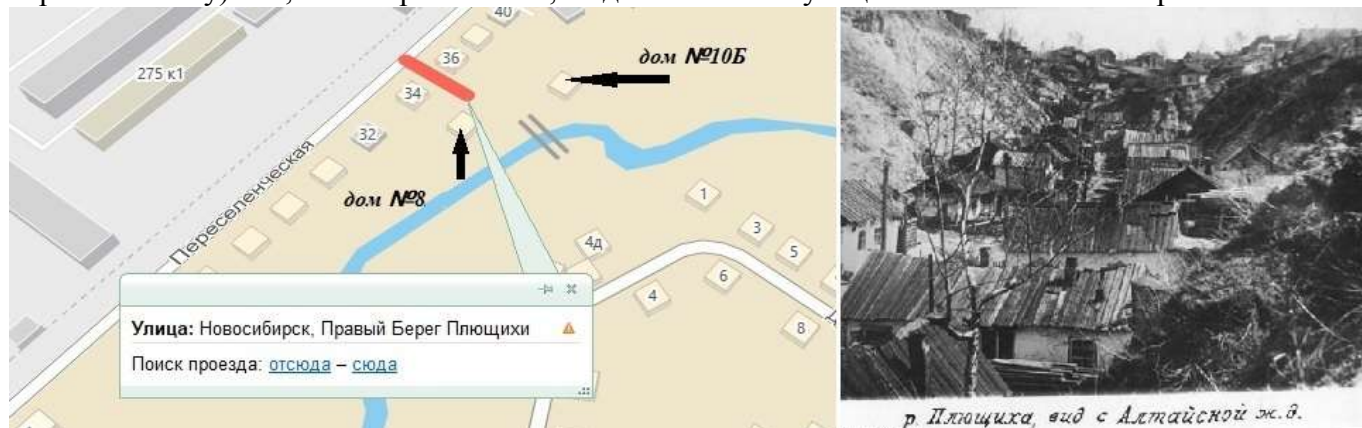 40
275 к1
36
34
32
дом №10Б
дом №8
Переселенческая
1
3
5
4д
4
6
8
Улица: Новосибирск, Правый Берег Плющихи
Поиск проезда: отсюда – сюда
р. Плющиха, вид с Алтайской ж.д.